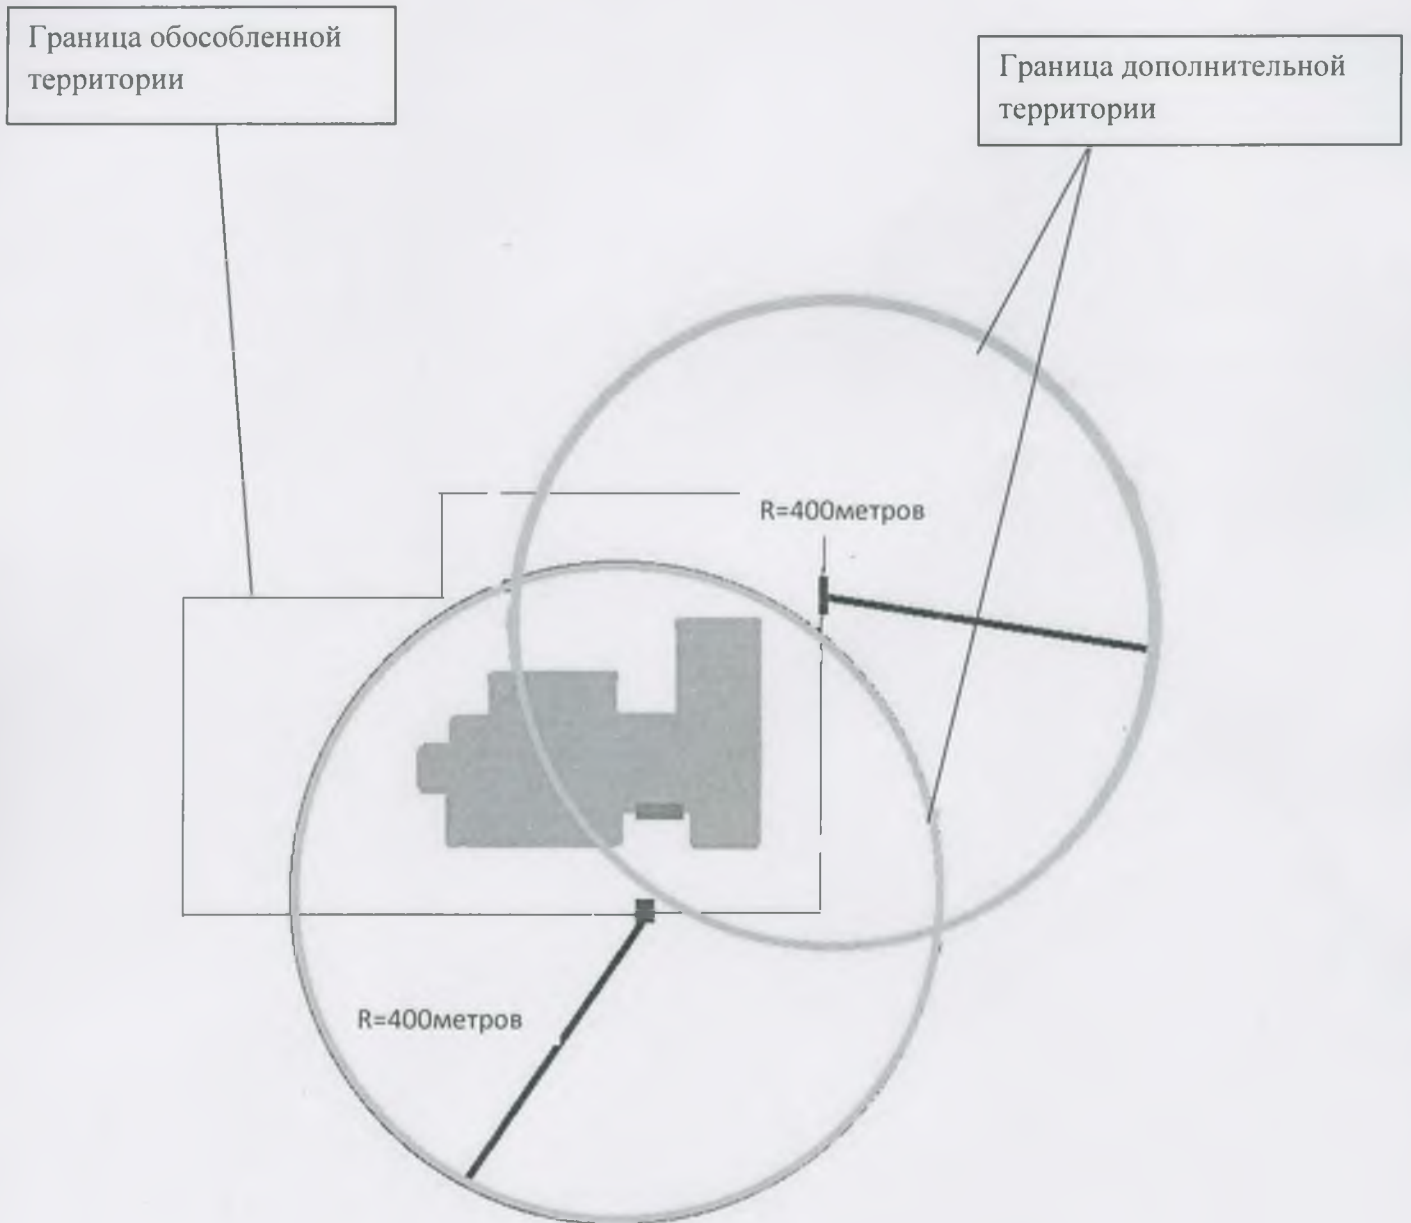 Граница обособленной
территории
Граница дополнительной
территории
R=400метров
R=400метров